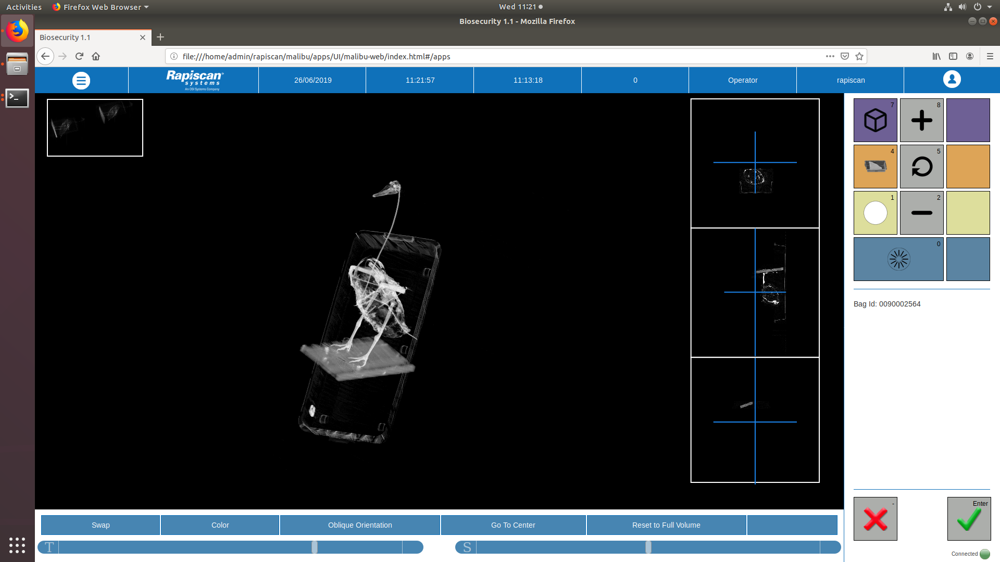 Activities
Firefox Web Browser
Wed 11:21
Biosecurity 1.1 - Mozilla Firefox
Biosecurity 1.1
file:///home/admin/rapiscan/malibu/apps/UI/malibu-web/index.html#/apps
Rapiscan®
systems
An OSI Systems Company
26/06/2019
11:21:57
11:13:18
0
Operator
rapiscan
7
8
4
5
1
2
0
Bag Id: 0090002564
-
Enter
Swap
Color
Oblique Orientation
Go To Center
Reset to Full Volume
T
S
Connected